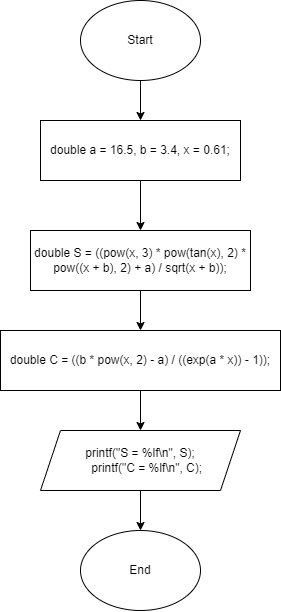 Start
double a = 16.5, b = 3.4, x = 0.61;
double S = ((pow(x, 3) * pow(tan(x), 2) *
pow((x + b), 2) + a) / sqrt(x + b));
double C = ((b * pow(x, 2) - a) / ((exp(a * x)) - 1));
printf("S = %lf\n", S);
printf("C = %lf\n", C);
End